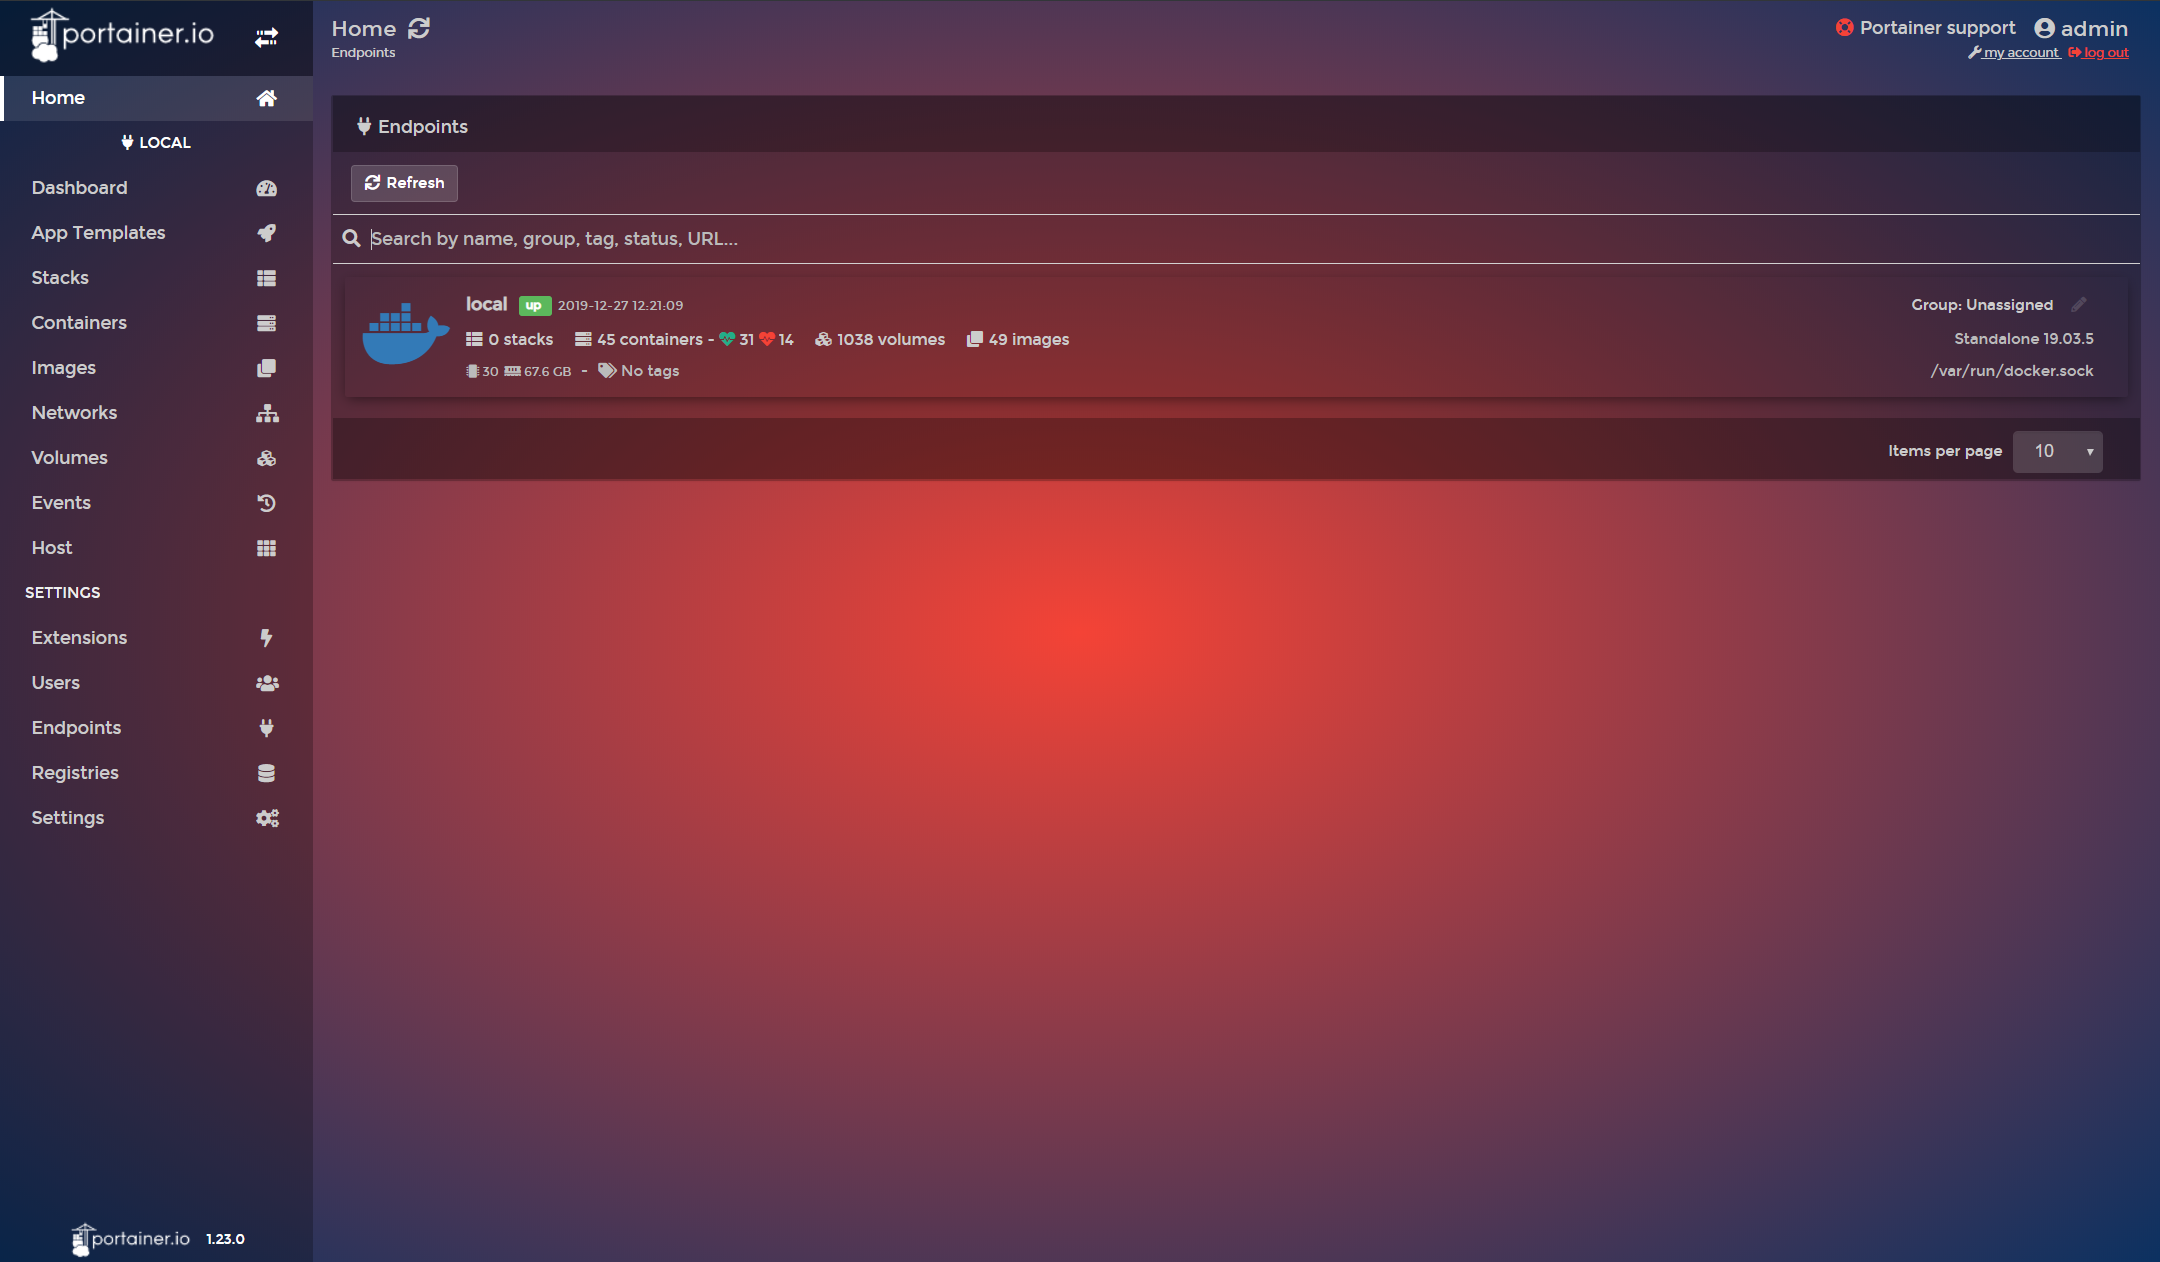 portainer.io
Home
LOCAL
Dashboard
App Templates
Stacks
Containers
Images
Networks
Volumes
Events
Host
SETTINGS
Extensions
Users
Endpoints
Registries
Settings
portainer.io 1.23.0
Home
Endpoints
Portainer support admin
my account log out
Endpoints
Refresh
Search by name, group, tag, status, URL...
local up 2019-12-27 12:21:09
0 stacks 45 containers - 31 14 1038 volumes 49 images
30 67.6 GB - No tags
Group: Unassigned
Standalone 19.03.5
/var/run/docker.sock
Items per page 10